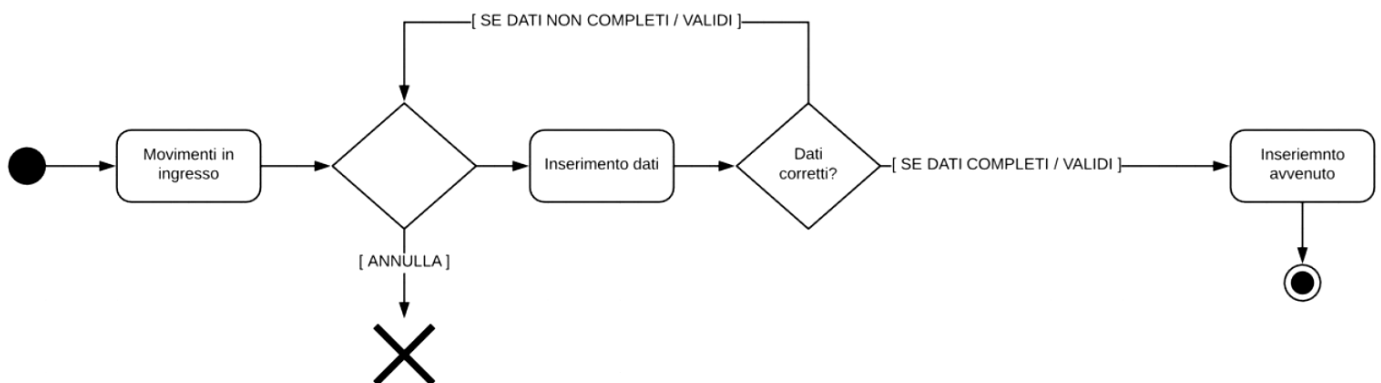 [ SE DATI NON COMPLETI / VALIDI ]
Movimenti in
ingresso
Inserimento dati
Dati
corretti?
[ SE DATI COMPLETI / VALIDI ]
Inseriemnto
avvenuto
[ ANNULLA ]